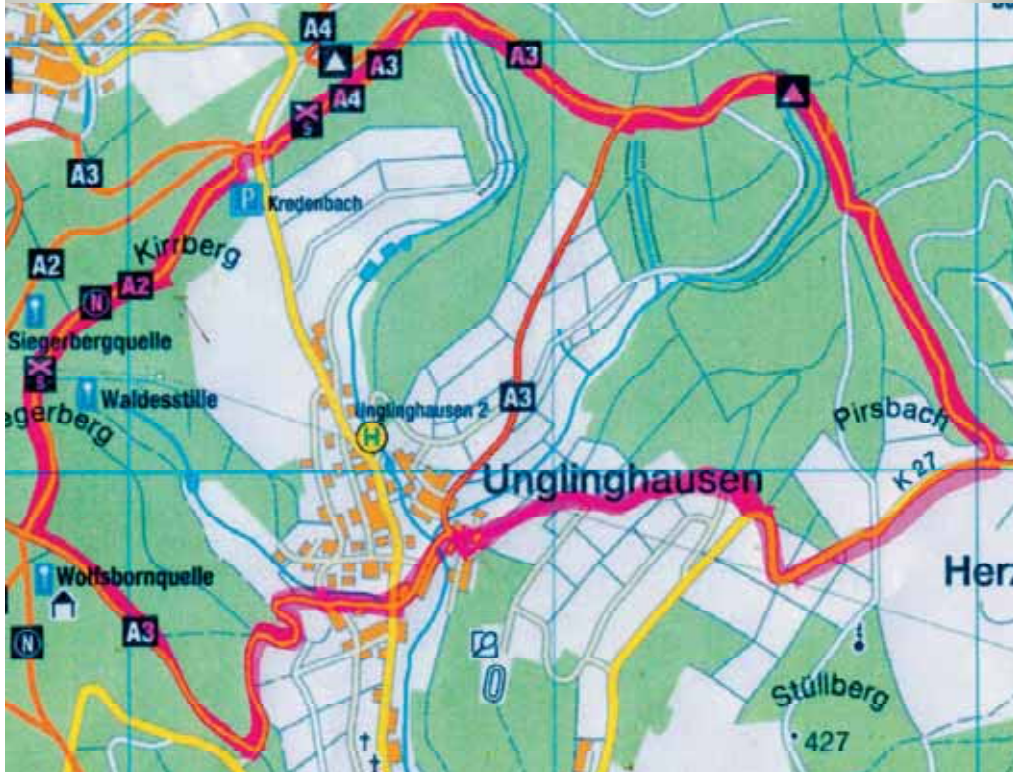 A4
A3
A3
A4
S
A3
P
Kredenbach
Kirrberg
A2
A2
N
Siegerbergquelle
S
Waldesstille
egerberg
Unglinghausen 2
H
A3
Pirsbach
K 27
Unglinghausen
Wolfsbornquelle
Herz
A3
N
Stüllberg
427